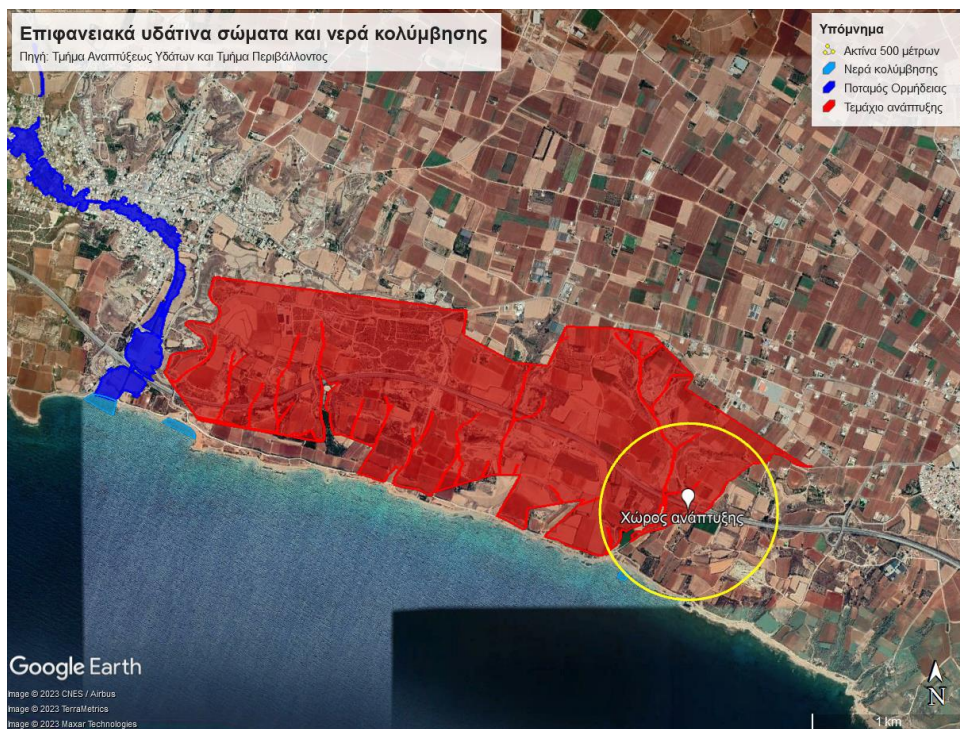 Επιφανειακά υδάτινα σώματα και νερά κολύμβησης
Πηγή: Τμήμα Αναπτύξεως Υδάτων και Τμήμα Περιβάλλοντος
Υπόμνημα
Ακτίνα 500 μέτρων
Νερά κολύμβησης
Ποταμός Ορμήδειας
Τεμάχιο ανάπτυξης
Χώρος ανάπτυξης
Google Earth
Image © 2023 CNES / Airbus
Image © 2023 TerraMetrics
Image © 2023 Maxar Technologies
N
1 km